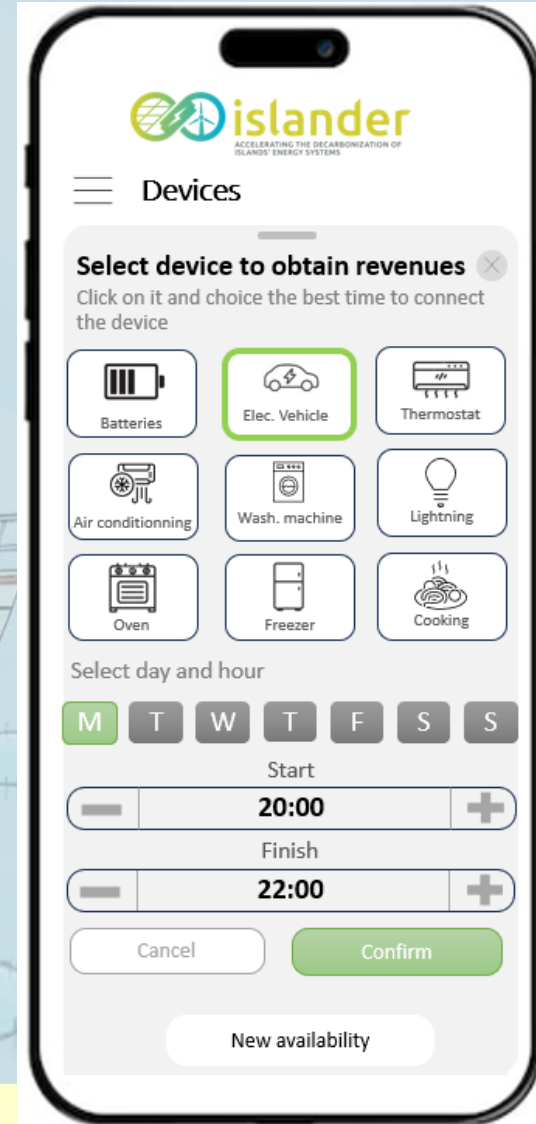 islander
ACCELERATING THE DECARBONIZATION OF
ISLANDS' ENERGY SYSTEMS
Devices
Select device to obtain revenues
Click on it and choice the best time to connect
the device
Batteries
Elec. Vehicle
Thermostat
Air conditionning
Wash. machine
Lightning
Oven
Freezer
Cooking
Select day and hour
M T W T F S S
Start
20:00
Finish
22:00
Cancel Confirm
New availability